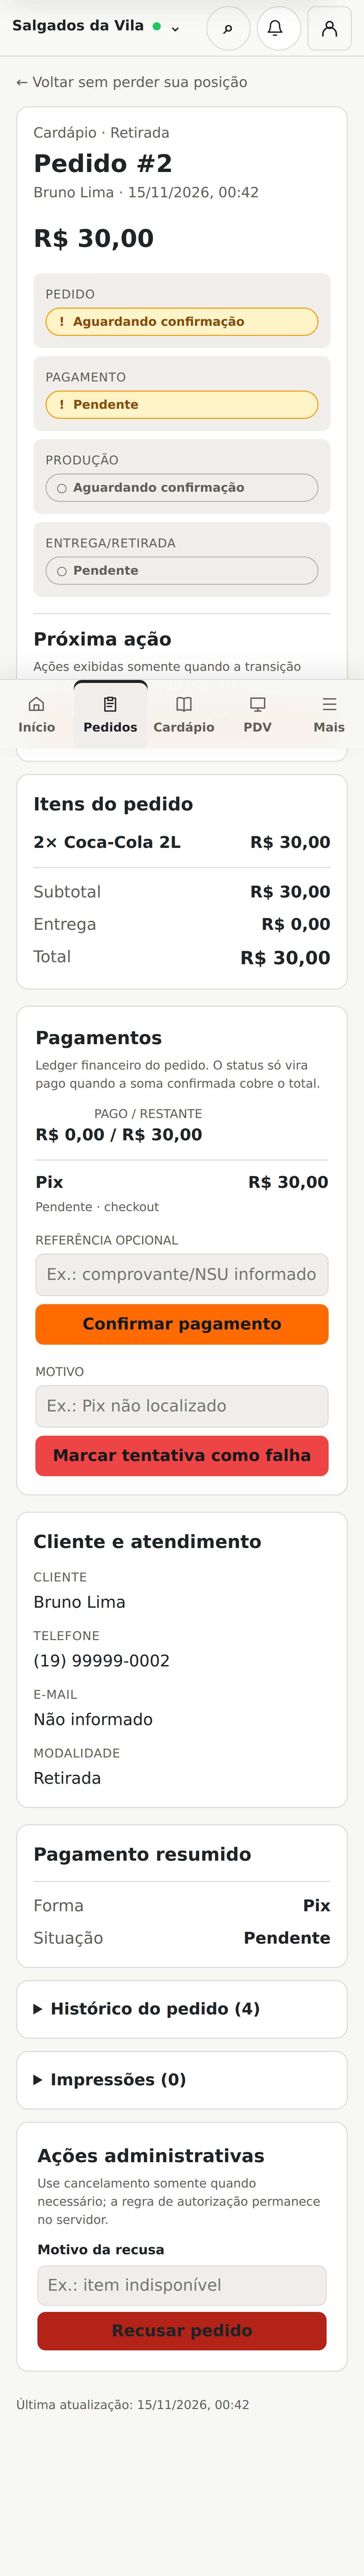 Salgados da Vila
← Voltar sem perder sua posição
Cardápio · Retirada
Pedido #2
Bruno Lima · 15/11/2026, 00:42
R$ 30,00
PEDIDO
! Aguardando confirmação
PAGAMENTO
! Pendente
PRODUÇÃO
○ Aguardando confirmação
ENTREGA/RETIRADA
○ Pendente
Próxima ação
Ações exibidas somente quando a transição
Início Pedidos Cardápio PDV Mais
Itens do pedido
2× Coca-Cola 2L R$ 30,00
Subtotal R$ 30,00
Entrega R$ 0,00
Total R$ 30,00
Pagamentos
Ledger financeiro do pedido. O status só vira
pago quando a soma confirmada cobre o total.
PAGO / RESTANTE
R$ 0,00 / R$ 30,00
Pix R$ 30,00
Pendente · checkout
REFERÊNCIA OPCIONAL
Ex.: comprovante/NSU informado
Confirmar pagamento
MOTIVO
Ex.: Pix não localizado
Marcar tentativa como falha
Cliente e atendimento
CLIENTE
Bruno Lima
TELEFONE
(19) 99999-0002
E-MAIL
Não informado
MODALIDADE
Retirada
Pagamento resumido
Forma Pix
Situação Pendente
▶ Histórico do pedido (4)
▶ Impressões (0)
Ações administrativas
Use cancelamento somente quando
necessário; a regra de autorização permanece
no servidor.
Motivo da recusa
Ex.: item indisponível
Recusar pedido
Última atualização: 15/11/2026, 00:42